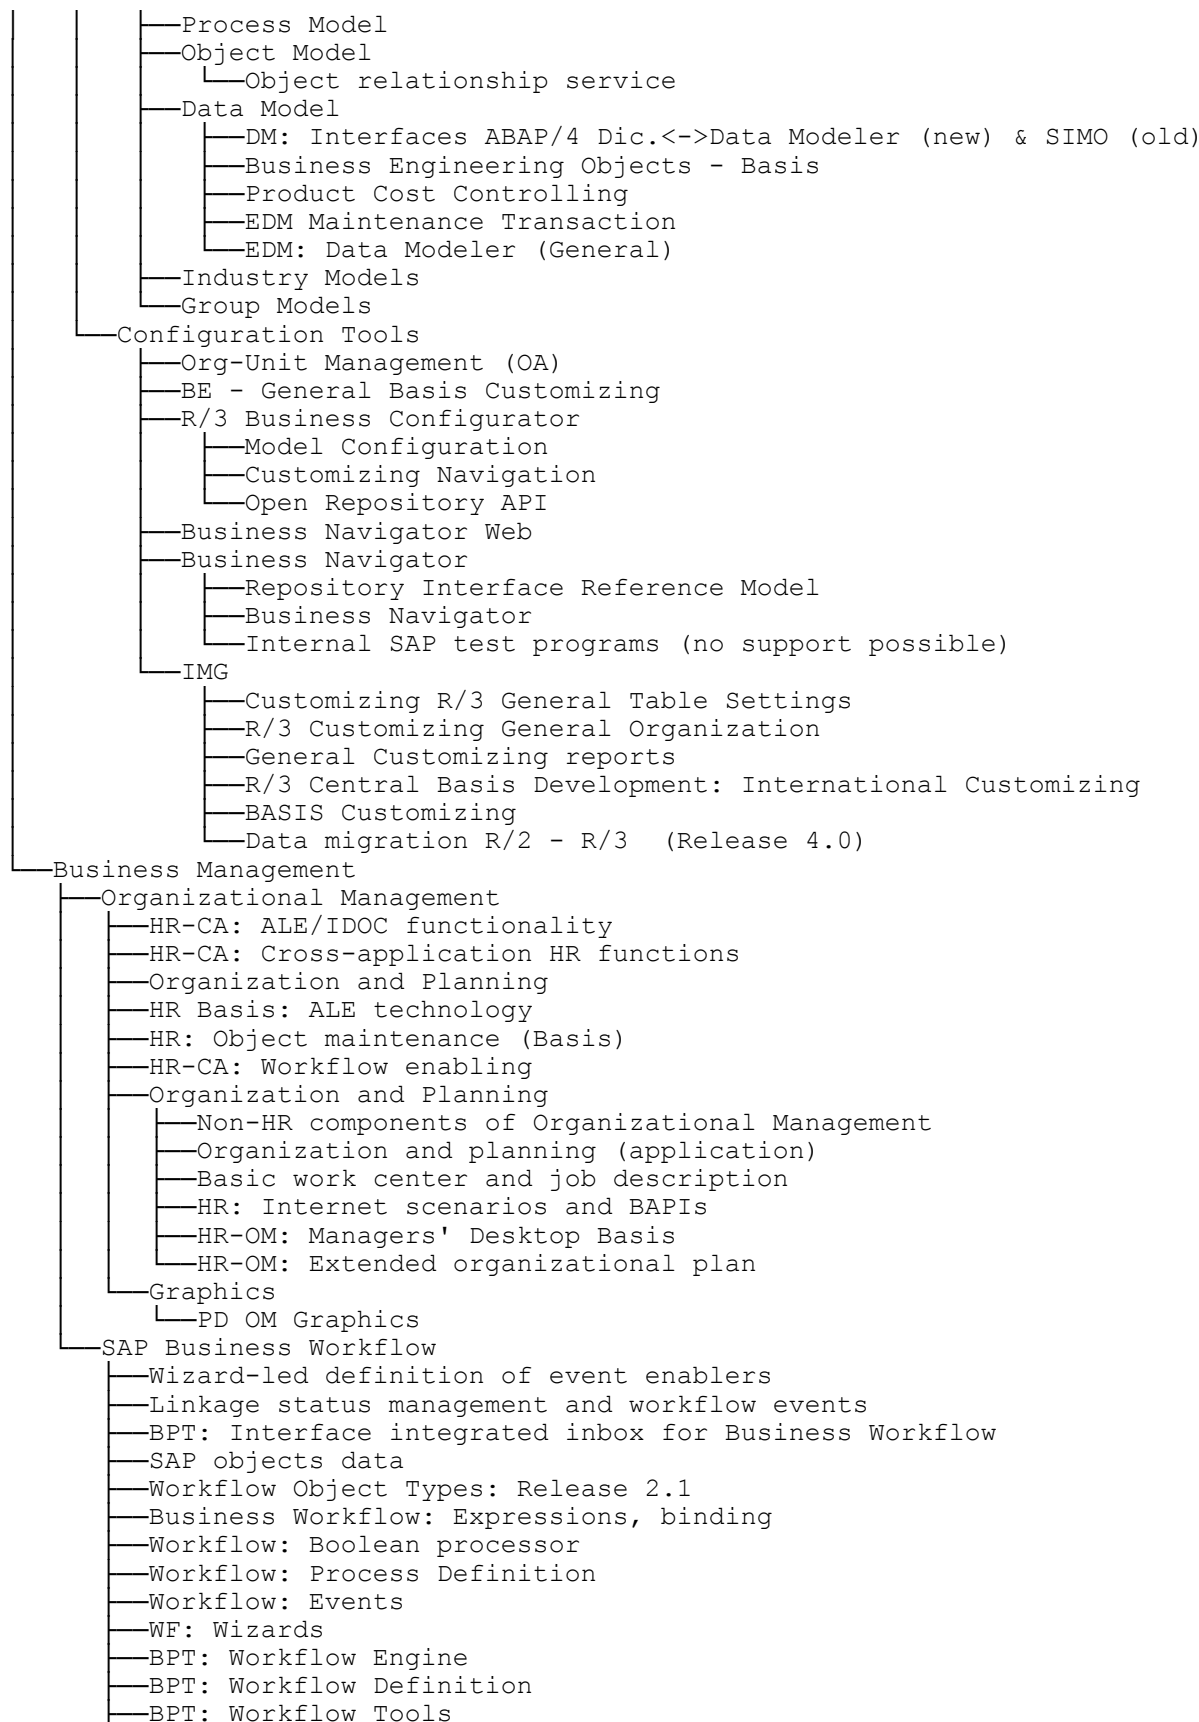 Process Model
Object Model
Object relationship service
Data Model
DM: Interfaces ABAP/4 Dic.<->Data Modeler (new) & SIMO (old)
Business Engineering Objects - Basis
Product Cost Controlling
EDM Maintenance Transaction
EDM: Data Modeler (General)
Industry Models
Group Models
Configuration Tools
Org-Unit Management (OA)
BE - General Basis Customizing
R/3 Business Configurator
Model Configuration
Customizing Navigation
Open Repository API
Business Navigator Web
Business Navigator
Repository Interface Reference Model
Business Navigator
Internal SAP test programs (no support possible)
IMG
Customizing R/3 General Table Settings
R/3 Customizing General Organization
General Customizing reports
R/3 Central Basis Development: International Customizing
BASIS Customizing
Data migration R/2 - R/3  (Release 4.0)
Business Management
Organizational Management
HR-CA: ALE/IDOC functionality
HR-CA: Cross-application HR functions
Organization and Planning
HR Basis: ALE technology
HR: Object maintenance (Basis)
HR-CA: Workflow enabling
Organization and Planning
Non-HR components of Organizational Management
Organization and planning (application)
Basic work center and job description
HR: Internet scenarios and BAPIs
HR-OM: Managers' Desktop Basis
HR-OM: Extended organizational plan
Graphics
PD OM Graphics
SAP Business Workflow
Wizard-led definition of event enablers
Linkage status management and workflow events
BPT: Interface integrated inbox for Business Workflow
SAP objects data
Workflow Object Types: Release 2.1
Business Workflow: Expressions, binding
Workflow: Boolean processor
Workflow: Process Definition
Workflow: Events
WF: Wizards
BPT: Workflow Engine
BPT: Workflow Definition
BPT: Workflow Tools